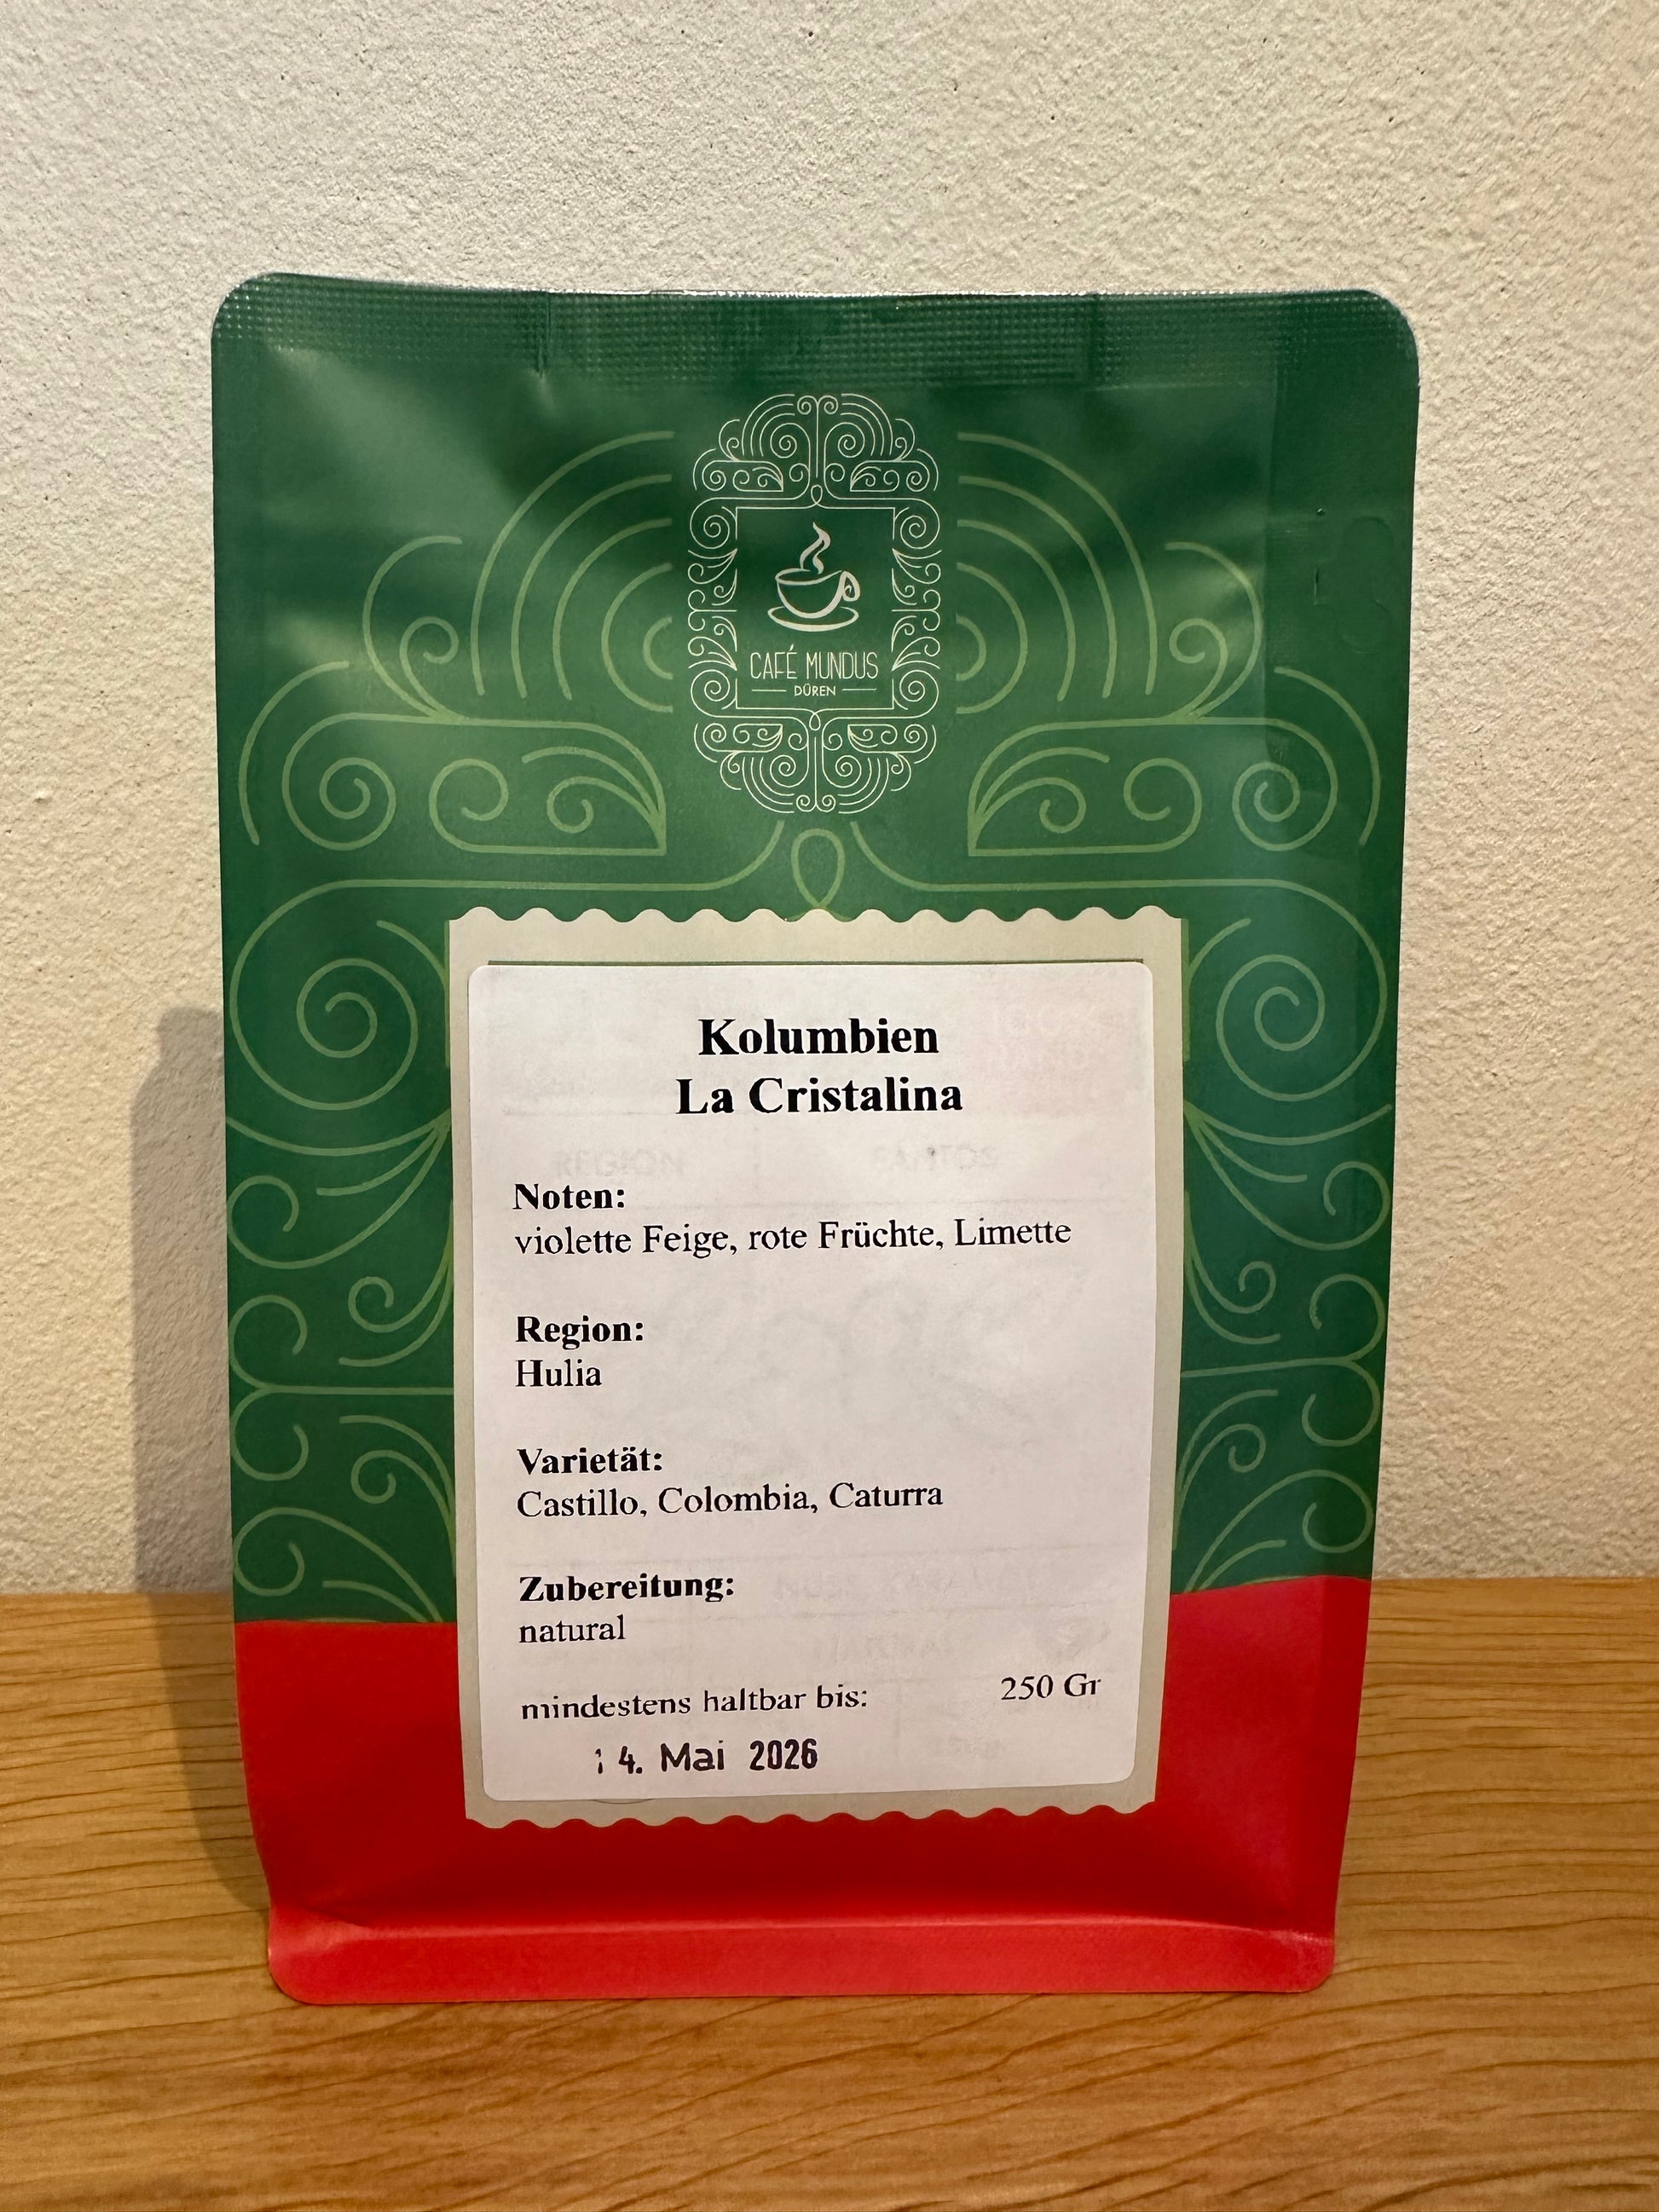 CAFÉ MUNDUS
DÜREN
Kolumbien
La Cristalina
Noten:
violette Feige, rote Früchte, Limette
Region:
Hulia
Varietät:
Castillo, Colombia, Caturra
Zubereitung:
natural
mindestens haltbar bis: 250 Gr
14. Mai 2026